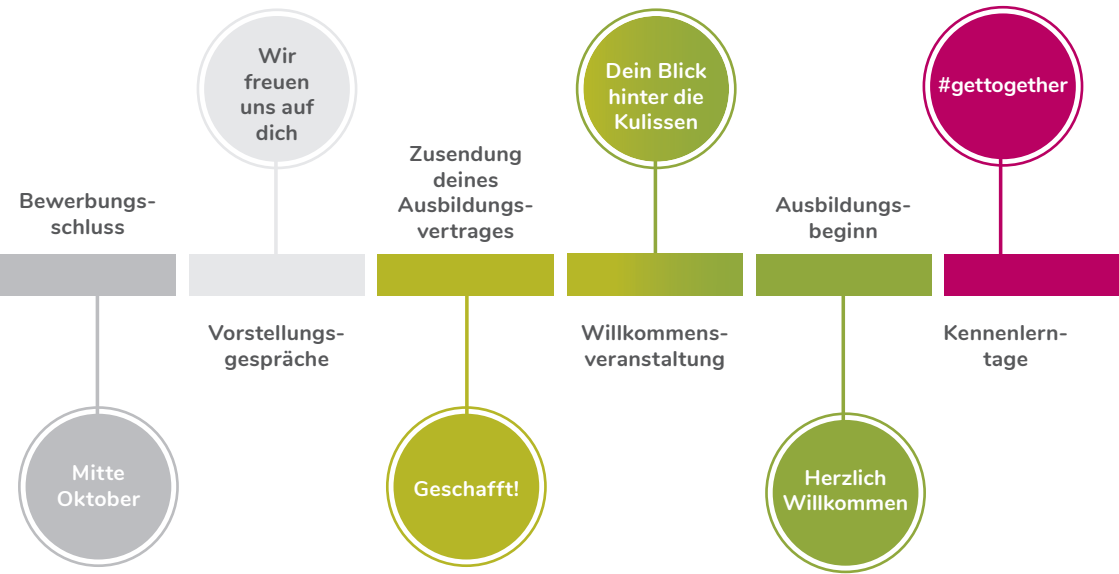 Bewerbungs-
schluss
Mitte
Oktober
Wir
freuen
uns auf
dich
Vorstellungs-
gespräche
Zusendung
deines
Ausbildungs-
vertrages
Geschafft!
Dein Blick
hinter die
Kulissen
Willkommens-
veranstaltung
Ausbildungs-
beginn
Herzlich
Willkommen
#gettogether
Kennenlern-
tage